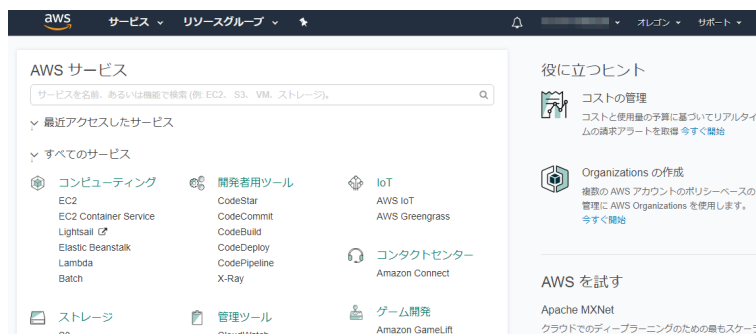 aws
サービス
リソースグループ
オレゴン
サポート
AWS サービス
サービスを名前、あるいは機能で検索 (例: EC2、S3、VM、ストレージ)。
最近アクセスしたサービス
すべてのサービス
コンピューティング
EC2
EC2 Container Service
Lightsail
Elastic Beanstalk
Lambda
Batch
ストレージ
開発者用ツール
CodeStar
CodeCommit
CodeBuild
CodeDeploy
CodePipeline
X-Ray
管理ツール
CloudWatch
IoT
AWS IoT
AWS Greengrass
コンタクトセンター
Amazon Connect
ゲーム開発
Amazon GameLift
役に立つヒント
コストの管理
コストと使用量の予算に基づいてリアルタイ
ムの請求アラートを取得 今すぐ開始
Organizations の作成
複数の AWS アカウントのポリシーベースの
管理に AWS Organizations を使用します。
今すぐ開始
AWS を試す
Apache MXNet
クラウドでのディープラーニングのための最もスケー